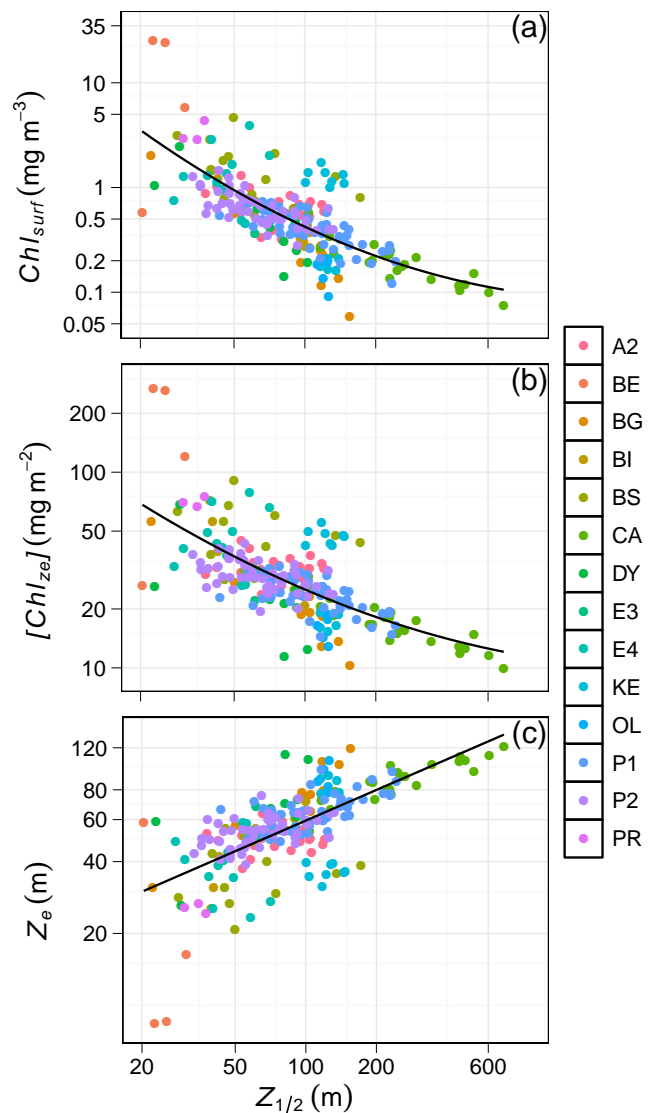 (a)
35
10
5
1
0.5
0.2
0.1
0.05
Chl_surf (mg m⁻³)
(b)
200
100
50
20
10
[Chl_ze] (mg m⁻²)
(c)
120
80
60
40
20
Z_e (m)
20 50 100 200 600
Z_1/2 (m)
A2
BE
BG
BI
BS
CA
DY
E3
E4
KE
OL
P1
P2
PR